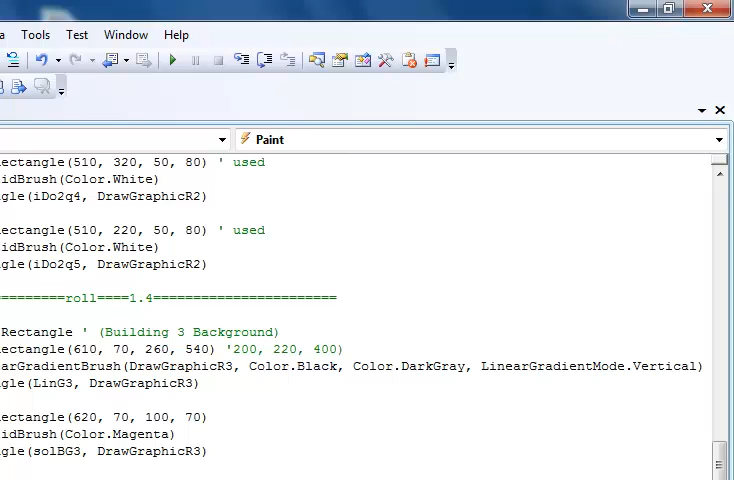 a Tools Test Window Help
Paint
ectangle(510, 320, 50, 80) ' used
idBrush(Color.White)
gle(iDo2q4, DrawGraphicR2)
ectangle(510, 220, 50, 80) ' used
idBrush(Color.White)
gle(iDo2q5, DrawGraphicR2)
========roll====1.4=======================
Rectangle ' (Building 3 Background)
ectangle(610, 70, 260, 540) '200, 220, 400)
arGradientBrush(DrawGraphicR3, Color.Black, Color.DarkGray, LinearGradientMode.Vertical)
gle(LinG3, DrawGraphicR3)
ectangle(620, 70, 100, 70)
idBrush(Color.Magenta)
gle(solBG3, DrawGraphicR3)